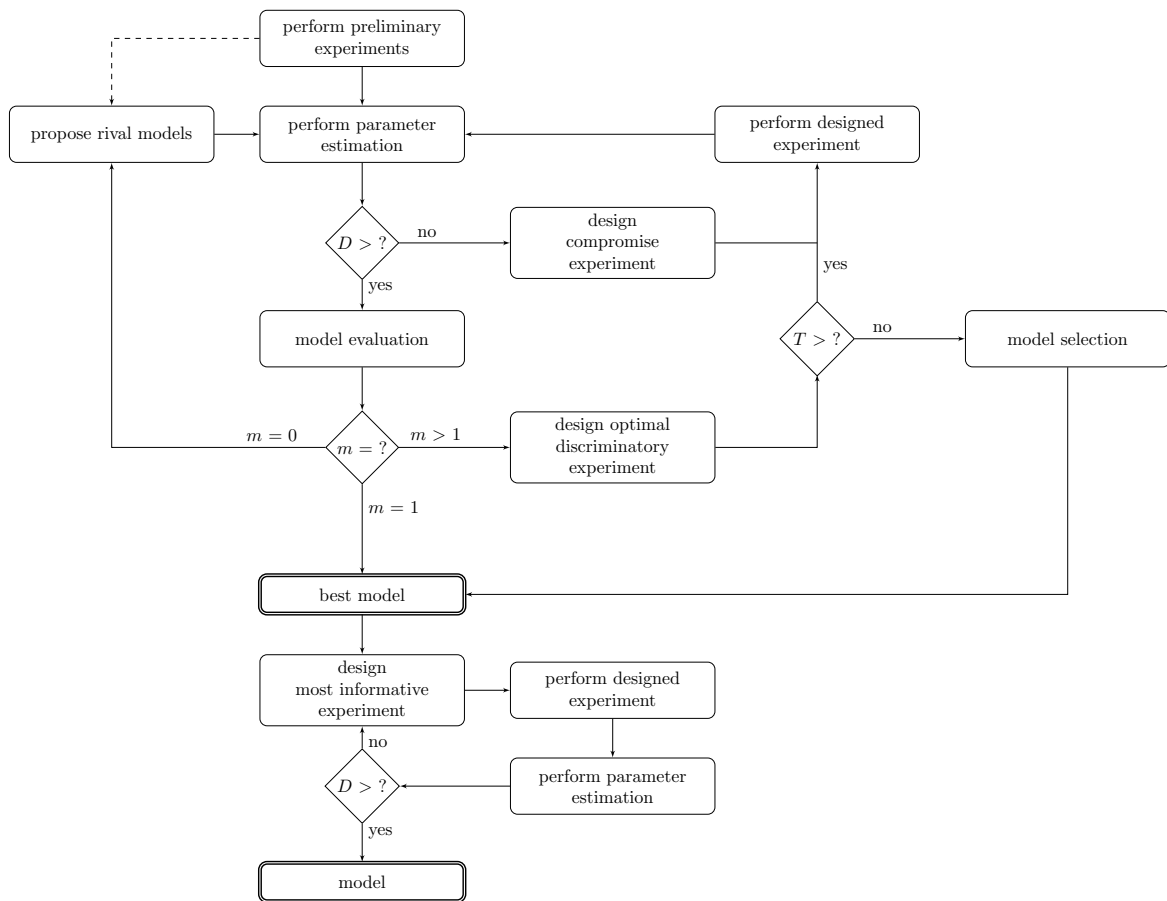 perform preliminary
experiments
propose rival models
perform parameter
estimation
perform designed
experiment
D > ?
no
design
compromise
experiment
yes
yes
model evaluation
T > ?
no
model selection
m = 0
m = ?
m > 1
design optimal
discriminatory
experiment
m = 1
best model
design
most informative
experiment
perform designed
experiment
no
D > ?
perform parameter
estimation
yes
model